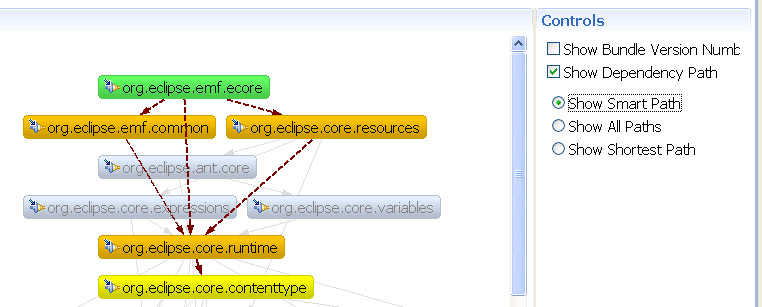 Controls
Show Bundle Version Numb
Show Dependency Path
Show Smart Path
Show All Paths
Show Shortest Path
org.eclipse.emf.ecore
org.eclipse.emf.common
org.eclipse.core.resources
org.eclipse.ant.core
org.eclipse.core.expressions
org.eclipse.core.variables
org.eclipse.core.runtime
org.eclipse.core.contenttype